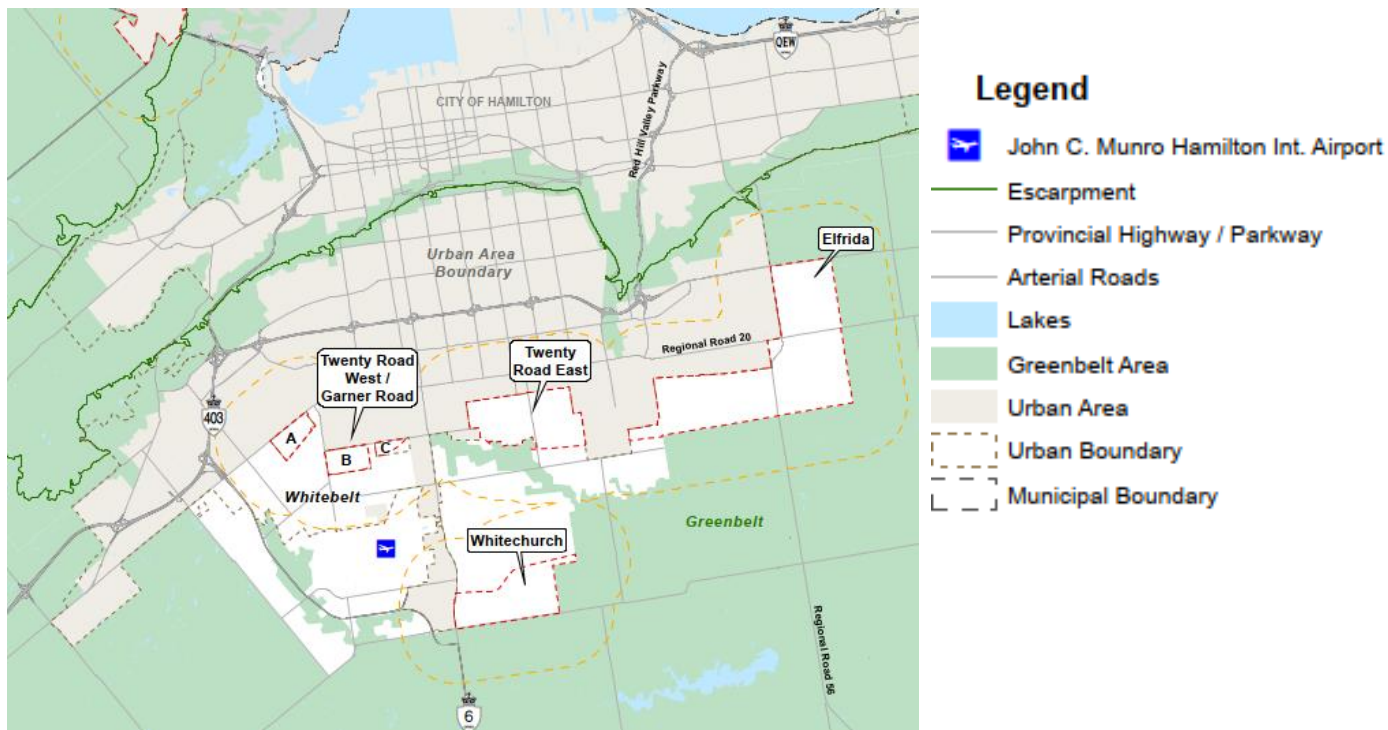 QEW
CITY OF HAMILTON
Red Hill Valley Parkway
Elfrida
Urban Area
Boundary
Regional Road 20
Twenty Road
West /
Garner Road
Twenty
Road East
403
A
B
C
Whitebelt
Greenbelt
Whitechurch
Regional Road 56
6
Legend
John C. Munro Hamilton Int. Airport
Escarpment
Provincial Highway / Parkway
Arterial Roads
Lakes
Greenbelt Area
Urban Area
Urban Boundary
Municipal Boundary